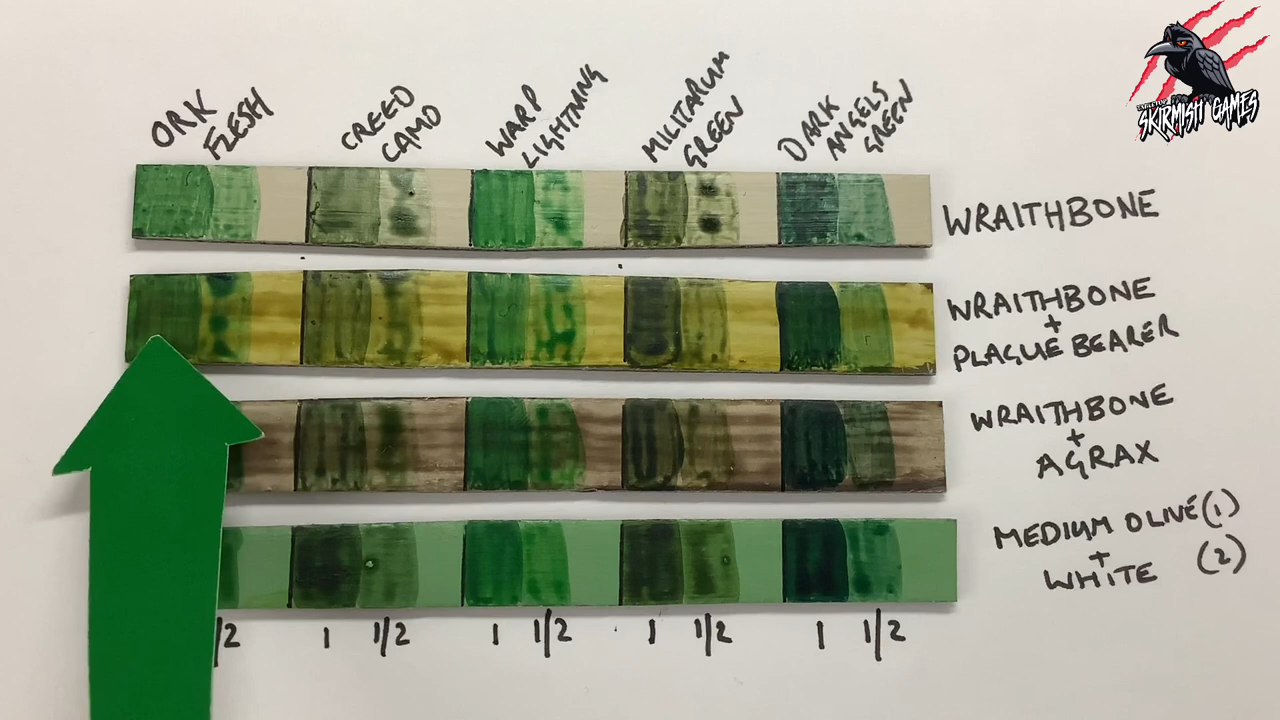 ORK
FLESH
CREED
CAMO
WARP
LIGHTNING
MILITARUM
GREEN
DARK
ANGELS
GREEN
SKIRMISH GAMES
WRAITHBONE
WRAITHBONE
+
PLAGUE BEARER
WRAITHBONE
+
AGRAX
MEDIUM OLIVE (1)
+
WHITE (2)
/2 1 1/2 1 1/2 1 1/2 1 1/2